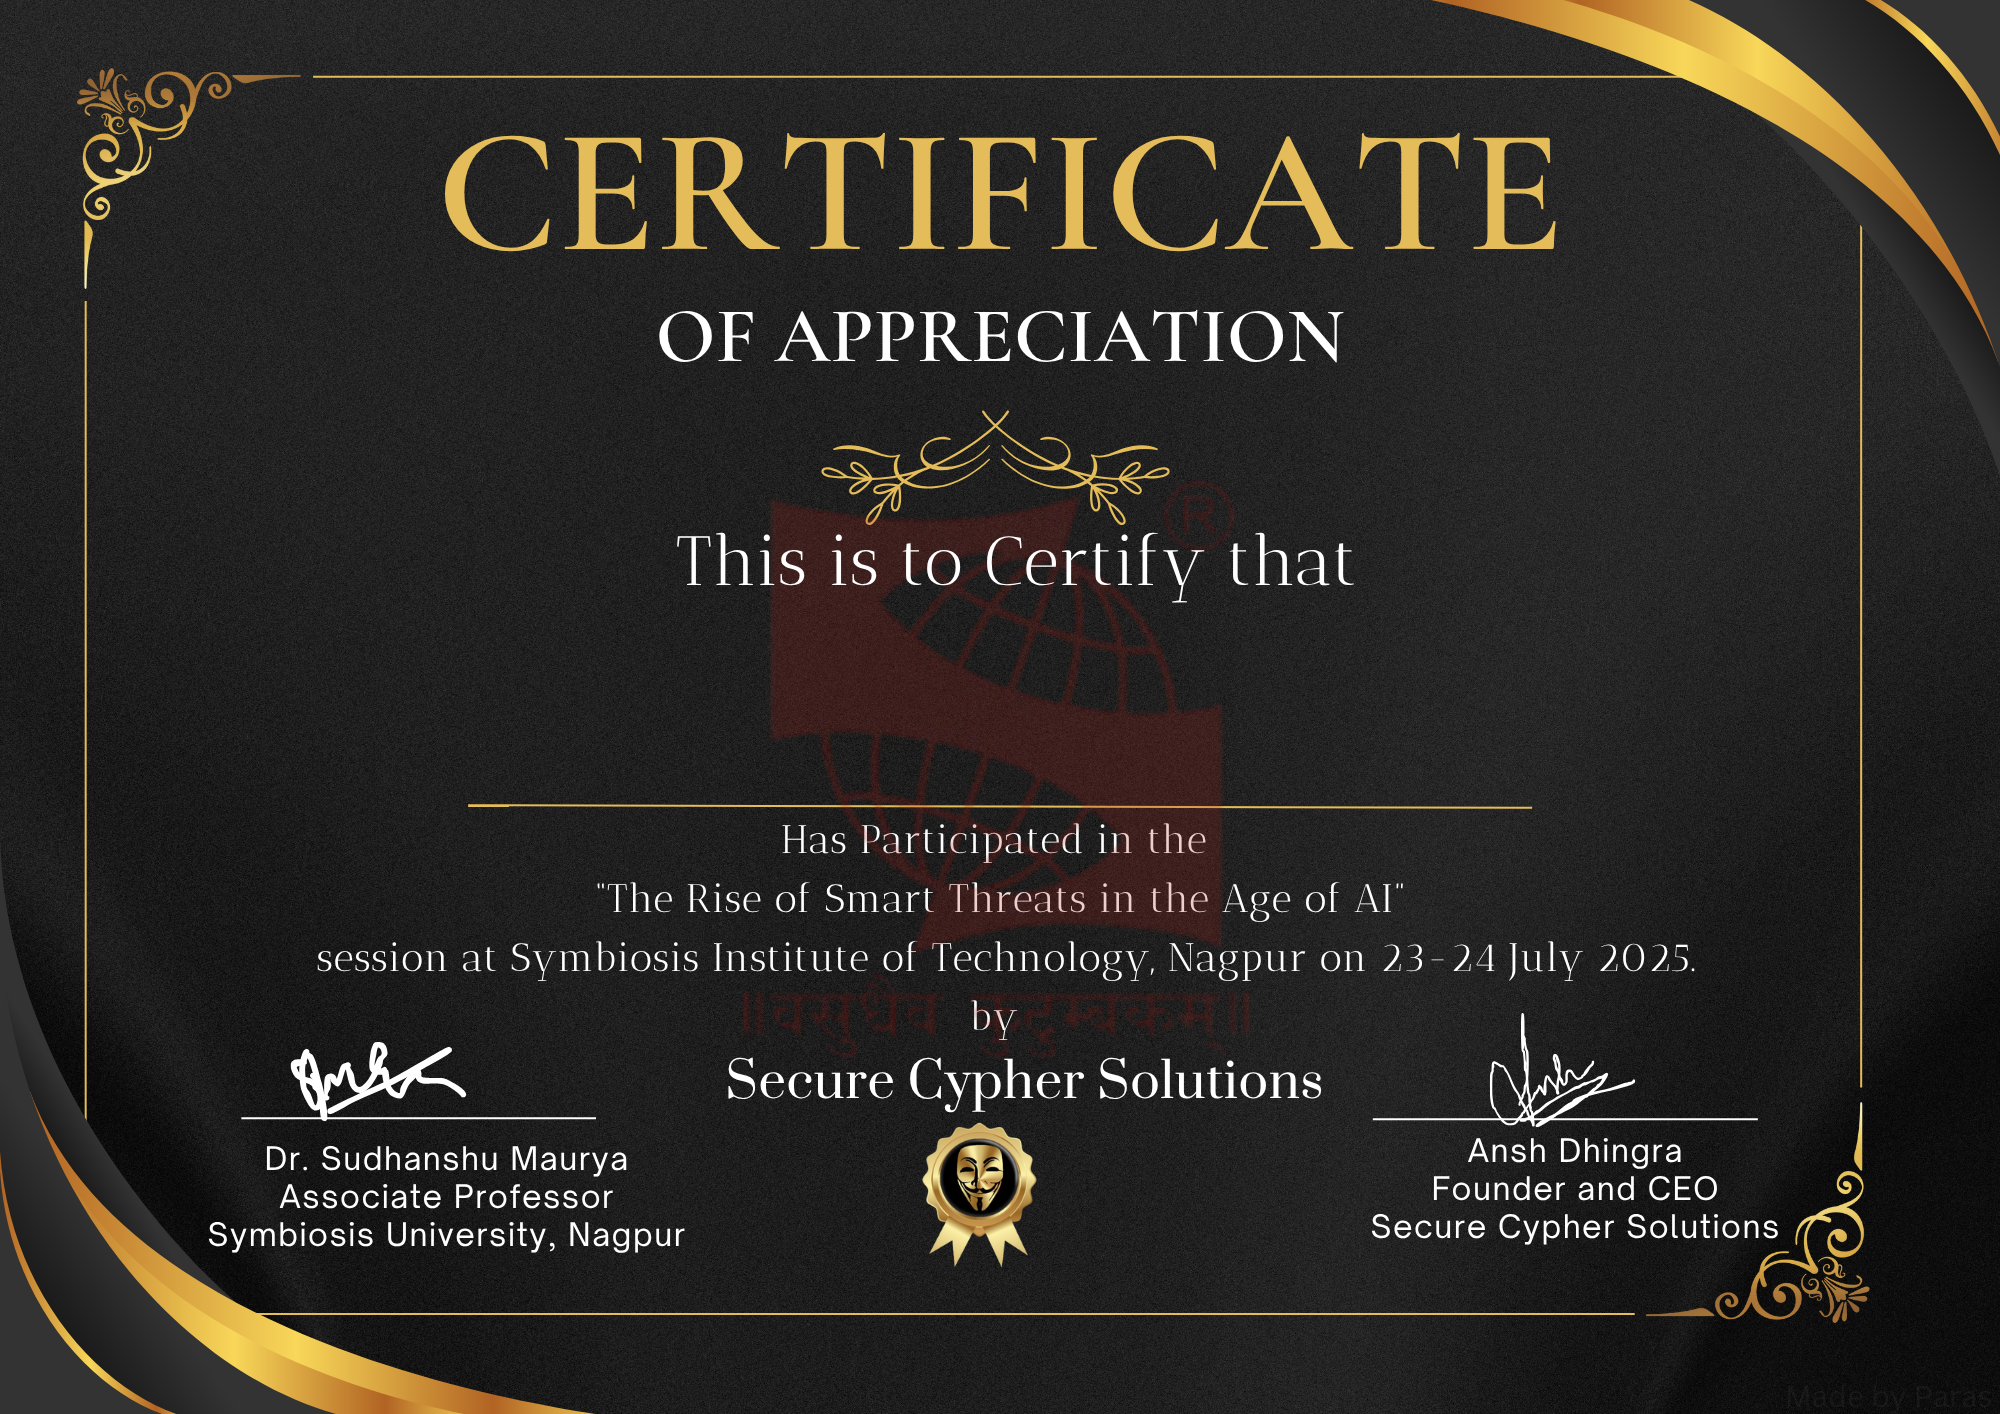 CERTIFICATE
OF APPRECIATION
®
This is to Certify that
Has Participated in the
"The Rise of Smart Threats in the Age of AI"
session at Symbiosis Institute of Technology, Nagpur on 23-24 July 2025.
॥वसुधैव कुटुम्बकम्॥
by
Secure Cypher Solutions
Dr. Sudhanshu Maurya
Associate Professor
Symbiosis University, Nagpur
Ansh Dhingra
Founder and CEO
Secure Cypher Solutions
Made by Paras